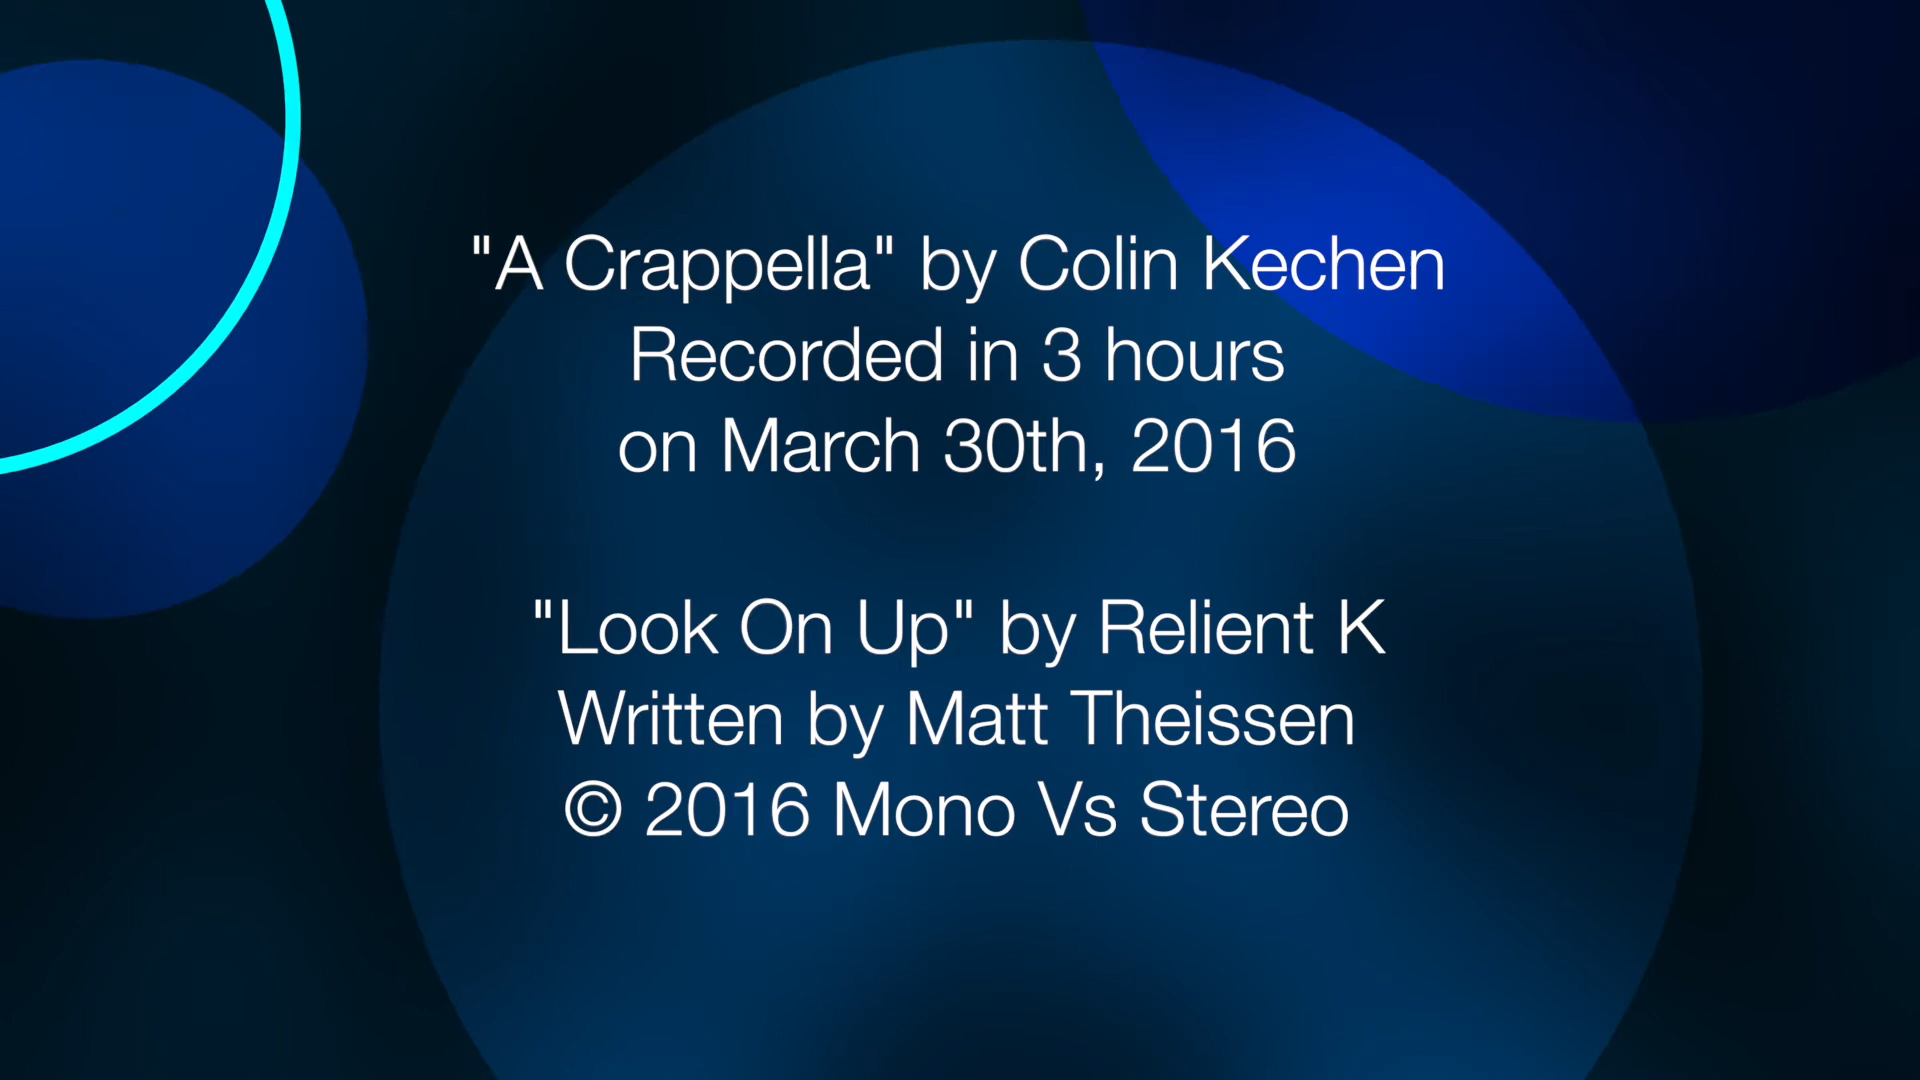 "A Crappella" by Colin Kechen
Recorded in 3 hours
on March 30th, 2016
"Look On Up" by Relient K
Written by Matt Theissen
© 2016 Mono Vs Stereo